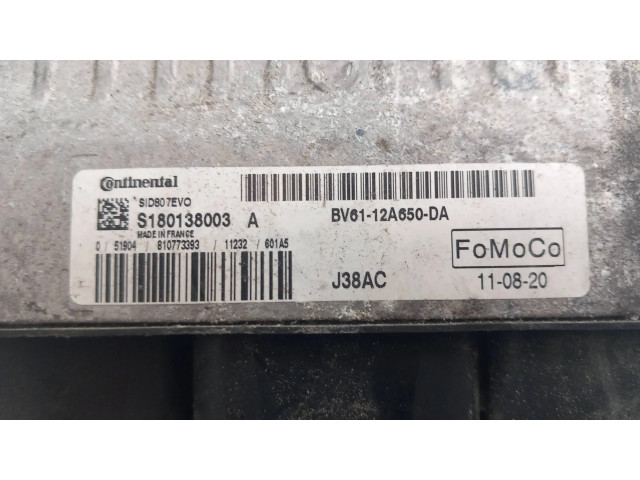 Continental
SID807EVO
S180138003 A
MADE IN FRANCE
0 / 51904 / 810773393 / 11232 / 601A5
BV61-12A650-DA
FoMoCo
J38AC
11-08-20